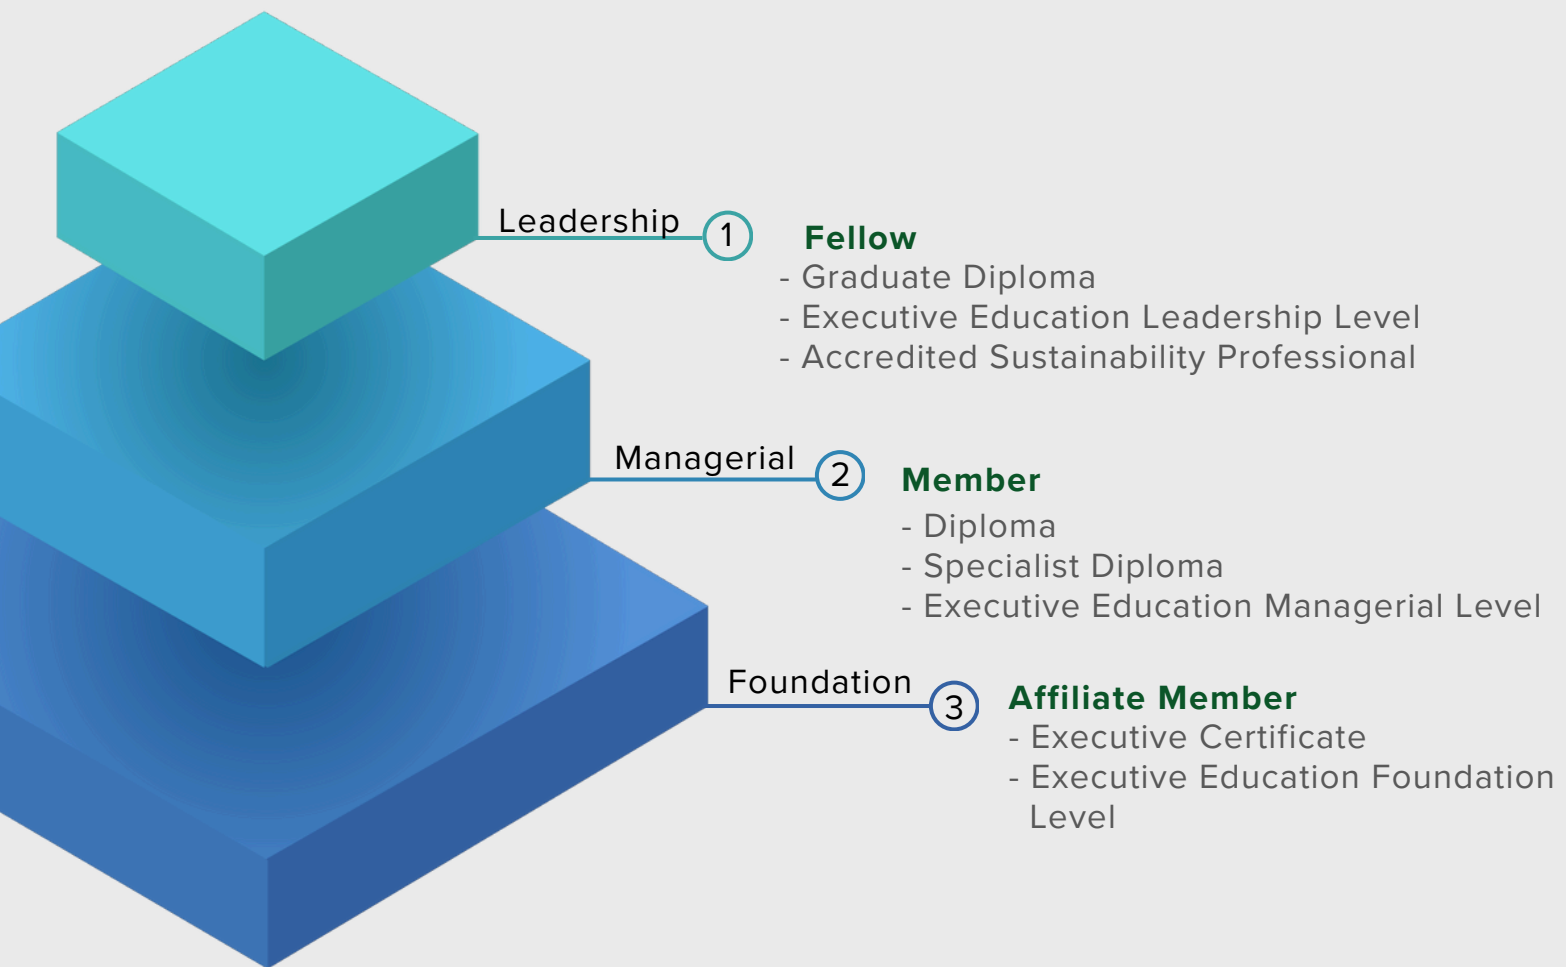 Leadership
1
Fellow
- Graduate Diploma
- Executive Education Leadership Level
- Accredited Sustainability Professional
Managerial
2
Member
- Diploma
- Specialist Diploma
- Executive Education Managerial Level
Foundation
3
Affiliate Member
- Executive Certificate
- Executive Education Foundation
Level